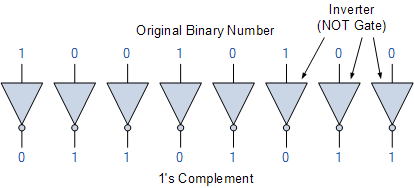 Inverter
(NOT Gate)
Original Binary Number
1 0 0 1 0 1 0 0
0 1 1 0 1 0 1 1
1's Complement